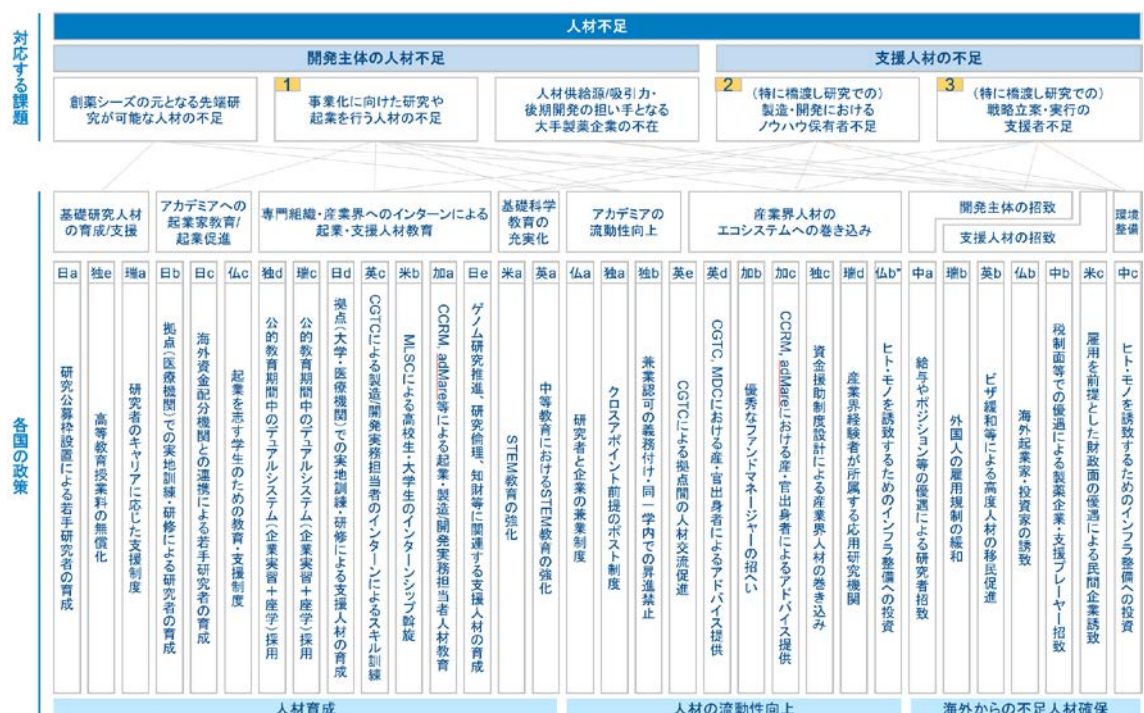 対応する課題
人材不足
開発主体の人材不足
支援人材の不足
創薬シーズの元となる先端研
究が可能な人材の不足
1
事業化に向けた研究や
起業を行う人材の不足
人材供給源/吸引力・
後期開発の担い手となる
大手製薬企業の不在
2
(特に橋渡し研究での)
製造・開発における
ノウハウ保有者不足
3
(特に橋渡し研究での)
戦略立案・実行の
支援者不足
各国の政策
基礎研究人材
の育成/支援
アカデミアへの
起業家教育/
起業促進
専門組織・産業界へのインターンによる
起業・支援人材教育
基礎科学
教育の
充実化
アカデミアの
流動性向上
産業界人材の
エコシステムへの巻き込み
開発主体の招致
支援人材の招致
環境
整備
日a
研究公募枠設置による若手研究者の育成
独e
高等教育授業料の無償化
瑞a
研究者のキャリアに応じた支援制度
日b
拠点(医療機関)での実地訓練・研修による研究者の育成
日c
海外資金配分機関との連携による若手研究者の育成
仏c
起業を志す学生のための教育・支援制度
独d
公的教育期間中のデュアルシステム(企業実習+座学)採用
瑞c
公的教育期間中のデュアルシステム(企業実習+座学)採用
日d
拠点(大学・医療機関)での実地訓練・研修による支援人材の育成
英c
CGTCによる製造・開発実務担当者のインターンによるスキル訓練
米b
MLSCによる高校生・大学生のインターンシップ斡旋
加a
CCRM, adMare等による起業・製造開発実務担当者人材教育
日e
ゲノム研究推進、研究倫理、知財等に関連する支援人材の育成
米a
STEM教育の強化
英a
中等教育におけるSTEM教育の強化
仏a
研究者と企業の兼業制度
独a
クロスアポイント前提のポスト制度
独b
兼業認可の義務付け・同一学内での昇進禁止
英e
CGTCによる拠点間の人材交流促進
英d
CGTC, MDCにおける産・官出身者によるアドバイス提供
加b
優秀なファンドマネージャーの招へい
加c
CCRM, adMareにおける産・官出身者によるアドバイス提供
独c
資金援助制度設計による産業界人材の巻き込み
瑞d
産業界経験者が所属する応用研究機関
仏b*
ヒト・モノを誘致するためのインフラ整備への投資
中a
給与やポジション等の優遇による研究者招致
瑞b
外国人の雇用規制の緩和
英b
ビザ緩和等による高度人材の移民促進
仏b
海外起業家・投資家の誘致
中b
税制面等での優遇による製薬企業・支援プレーヤー招致
米c
雇用を前提とした財政面の優遇による民間企業誘致
中c
ヒト・モノを誘致するためのインフラ整備への投資
人材育成
人材の流動性向上
海外からの不足人材確保